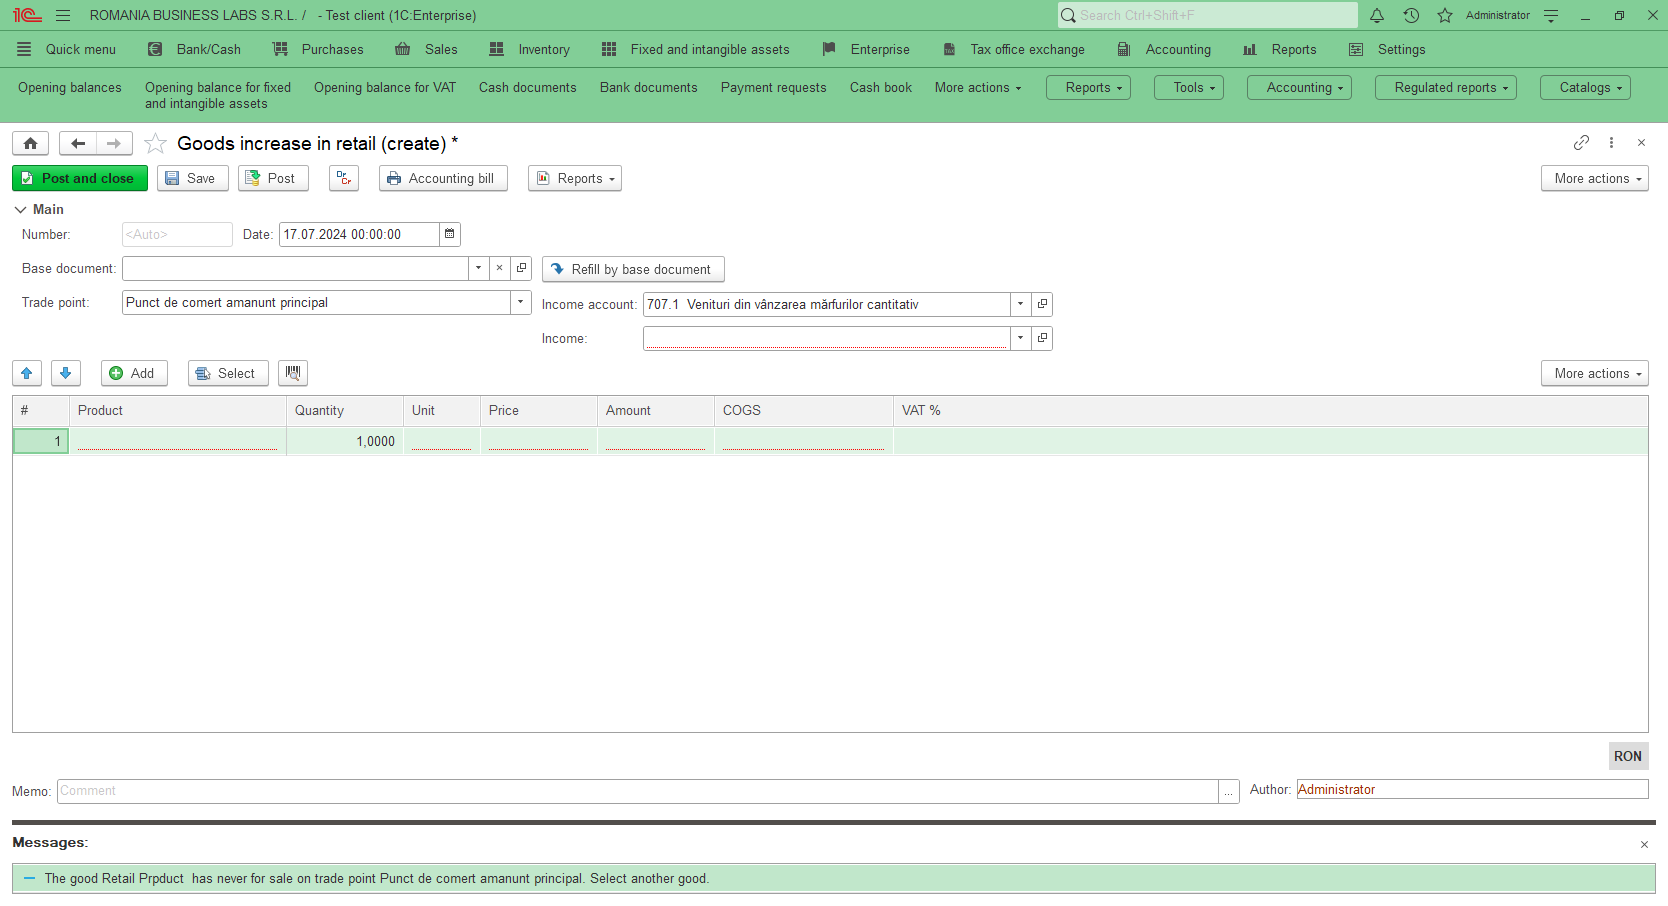 1C ROMANIA BUSINESS LABS S.R.L. / - Test client (1C:Enterprise) Search Ctrl+Shift+F Administrator
Quick menu Bank/Cash Purchases Sales Inventory Fixed and intangible assets Enterprise Tax office exchange Accounting Reports Settings
Opening balances Opening balance for fixed Opening balance for VAT Cash documents Bank documents Payment requests Cash book More actions Reports Tools Accounting Regulated reports Catalogs
and intangible assets
Goods increase in retail (create) *
Post and close Save Post Dr Cr Accounting bill Reports More actions
Main
Number: <Auto> Date: 17.07.2024 00:00:00
Base document: Refill by base document
Trade point: Punct de comert amanunt principal Income account: 707.1 Venituri din vânzarea mărfurilor cantitativ
Income:
Add Select More actions
# Product Quantity Unit Price Amount COGS VAT %
1 1,0000
RON
Memo: Comment ... Author: Administrator
Messages:
The good Retail Prpduct has never for sale on trade point Punct de comert amanunt principal. Select another good.